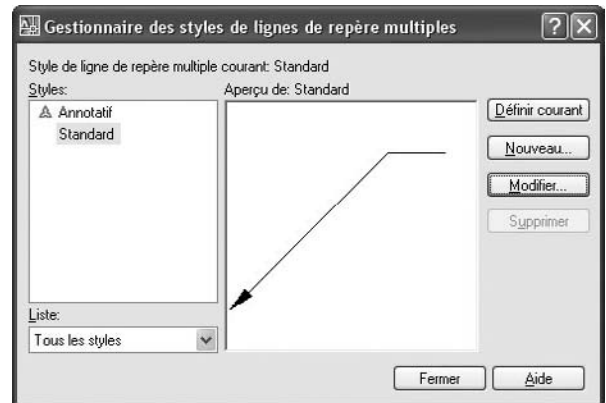 Gestionnaire des styles de lignes de repère multiples
Style de ligne de repère multiple courant: Standard
Styles:
Aperçu de: Standard
Annotatif
Standard
Définir courant
Nouveau...
Modifier...
Supprimer
Liste:
Tous les styles
Fermer
Aide